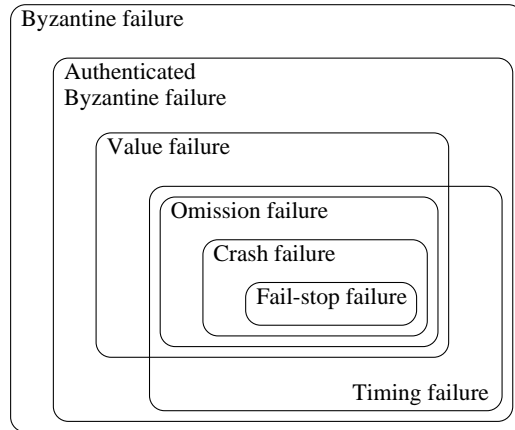 Byzantine failure
Authenticated
Byzantine failure
Value failure
Omission failure
Crash failure
Fail-stop failure
Timing failure